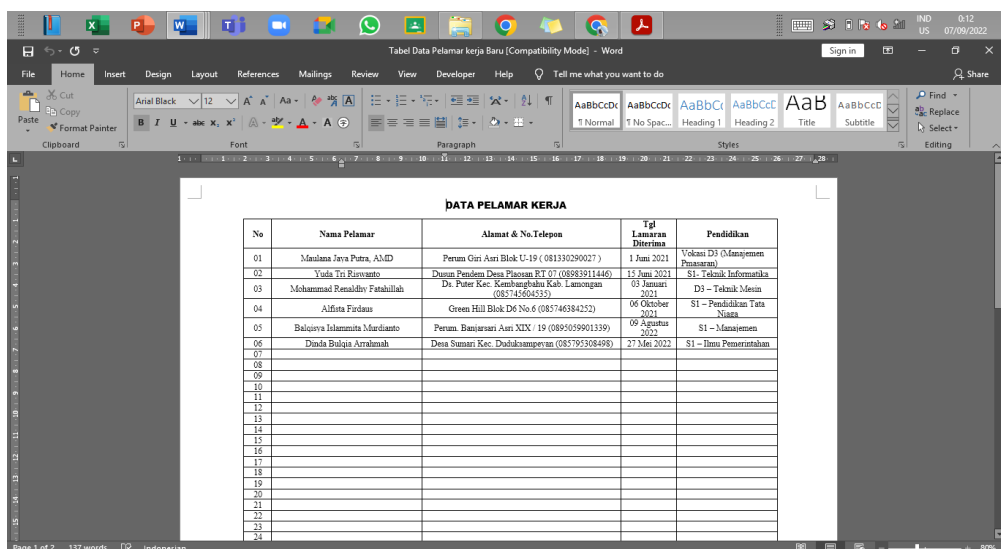 IND 0:12
US 07/09/2022
Tabel Data Pelamar kerja Baru [Compatibility Mode] - Word
Sign in
File Home Insert Design Layout References Mailings Review View Developer Help Tell me what you want to do Share
Cut
Copy
Paste
Format Painter
Arial Black 12
AaBbCcDc AaBbCcDc AaBbC( AaBbCcC AaB AaBbCcC
¶ Normal ¶ No Spac... Heading 1 Heading 2 Title Subtitle
Find
Replace
Select
Clipboard Font Paragraph Styles Editing
DATA PELAMAR KERJA
No Nama Pelamar Alamat & No.Telepon Tgl Lamaran Diterima Pendidikan
01 Maulana Jaya Putra, AMD Perum Giri Asri Blok U-19 ( 081330290027 ) 1 Juni 2021 Vokasi D3 (Manajemen Pmasaran)
02 Yuda Tri Riswanto Dusun Pendem Desa Plaosan RT 07 (08983911446) 15 Juni 2021 S1- Teknik Informatika
03 Mohammad Renaldhy Fatahillah Ds. Puter Kec. Kembangbahu Kab. Lamongan (085745604535) 03 Januari 2021 D3 – Teknik Mesin
04 Alfista Firdaus Green Hill Blok D6 No.6 (085746384252) 06 Oktober 2021 S1 – Pendidikan Tata Niaga
05 Balqisya Islammita Murdianto Perum. Banjarsari Asri XIX / 19 (0895059901339) 09 Agustus 2022 S1 – Manajemen
06 Dinda Bulqia Arrahmah Desa Sumari Kec. Duduksampeyan (085795308498) 27 Mei 2022 S1 – Ilmu Pemerintahan
07
08
09
10
11
12
13
14
15
16
17
18
19
20
21
22
23
24
Page 1 of 2 137 words Indonesian 80%